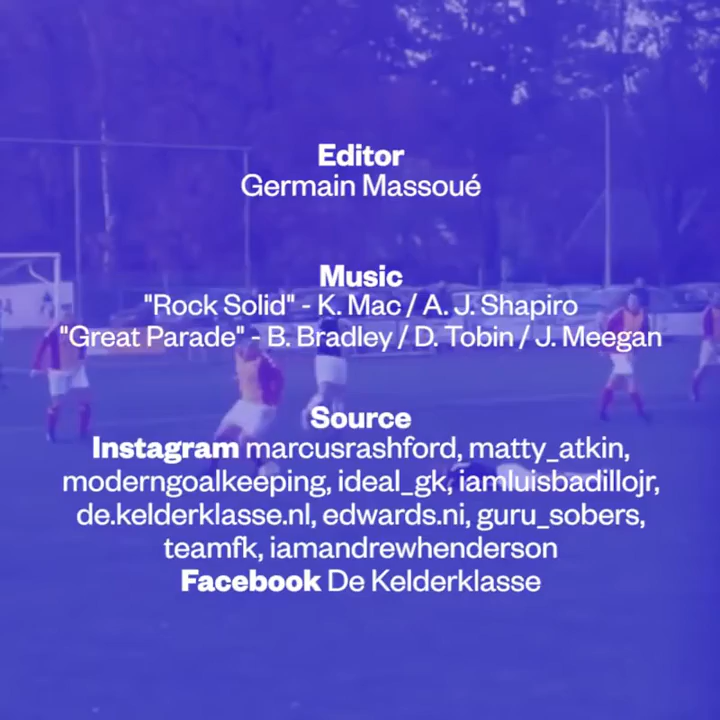 Editor
Germain Massoué
Music
"Rock Solid" - K. Mac / A. J. Shapiro
"Great Parade" - B. Bradley / D. Tobin / J. Meegan
Source
Instagram marcusrashford, matty_atkin,
moderngoalkeeping, ideal_gk, iamluisbadillojr,
de.kelderklasse.nl, edwards.ni, guru_sobers,
teamfk, iamandrewhenderson
Facebook De Kelderklasse